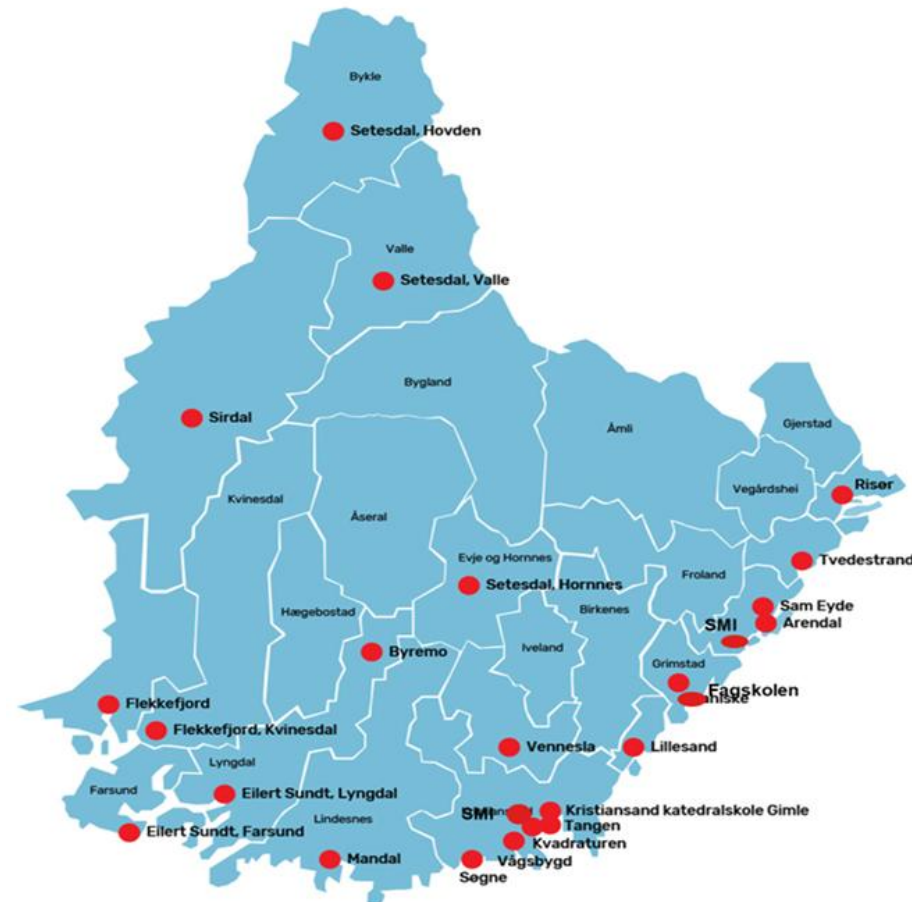 Bykle
Setesdal, Hovden
Valle
Setesdal, Valle
Bygland
Sirdal
Åmli
Gjerstad
Kvinesdal
Vegårdshei
Risør
Åseral
Evje og Hornnes
Tvedestrand
Setesdal, Hornnes
Froland
Hægebostad
Birkenes
Sam Eyde
Arendal
SMI
Byremo
Iveland
Grimstad
Fagskolen
Flekkefjord
Flekkefjord, Kvinesdal
Vennesla
Lillesand
Lyngdal
Farsund
Eilert Sundt, Lyngdal
Lindesnes
SMI
Kristiansand katedralskole Gimle
Tangen
Eilert Sundt, Farsund
Kvadraturen
Mandal
Vågsbygd
Søgne